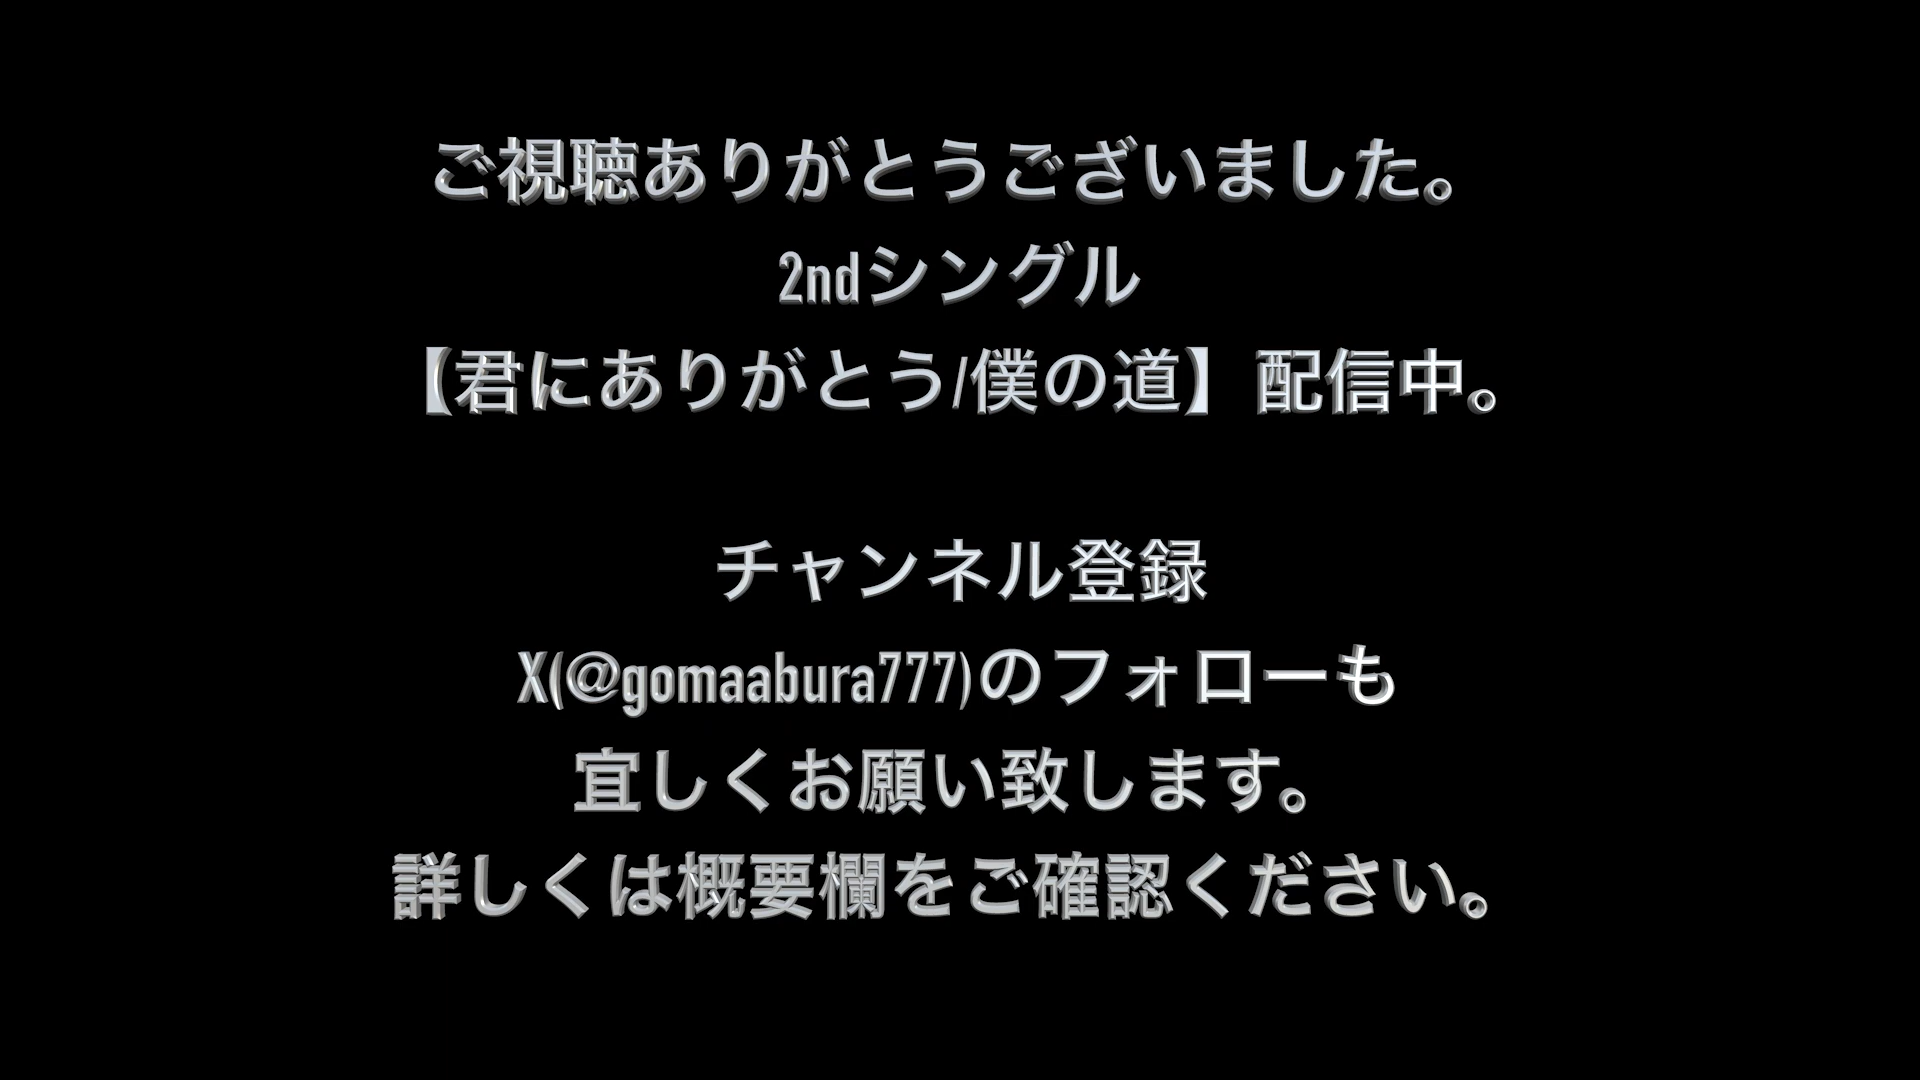 ご視聴ありがとうございました。
2ndシングル
【君にありがとう/僕の道】配信中。
チャンネル登録
X(@gomaabura777)のフォローも
宜しくお願い致します。
詳しくは概要欄をご確認ください。